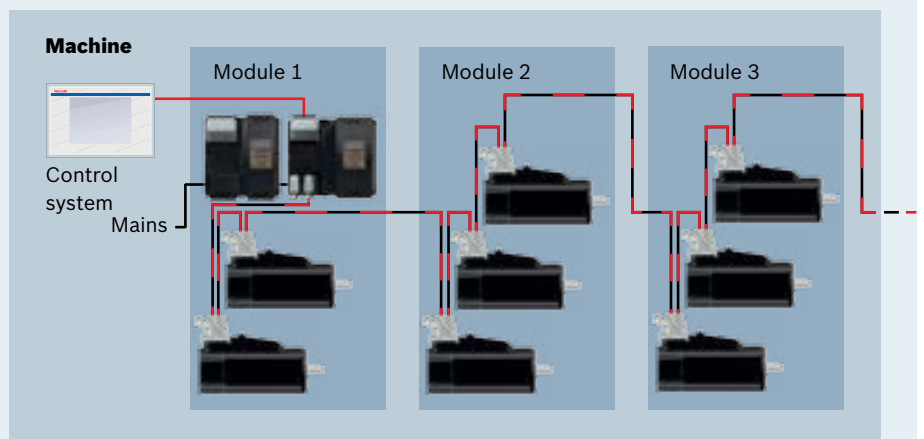 Machine
Module 1
Module 2
Module 3
Control
system
Mains